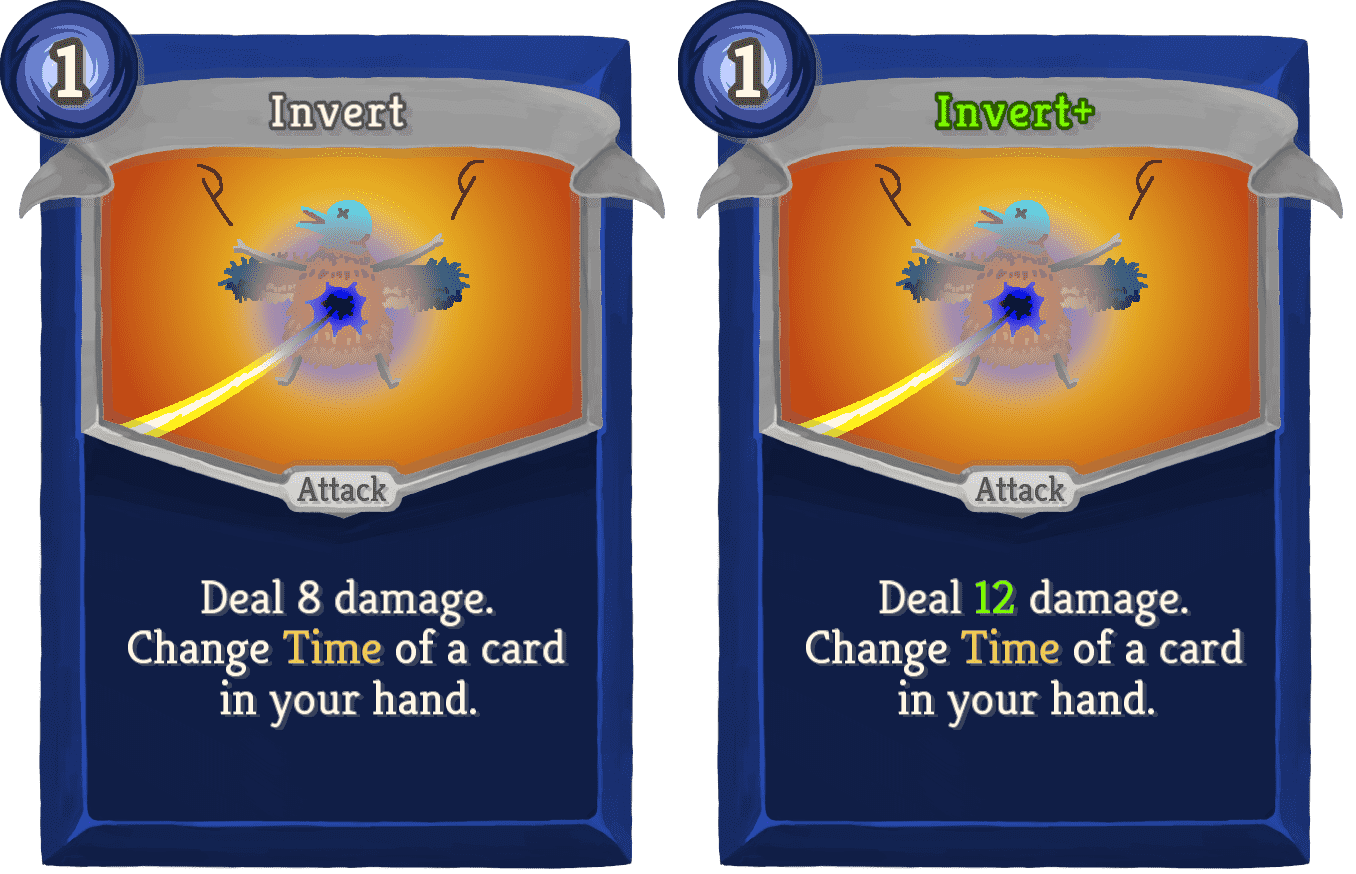 1
Invert
Attack
Deal 8 damage.
Change Time of a card
in your hand.
1
Invert+
Attack
Deal 12 damage.
Change Time of a card
in your hand.